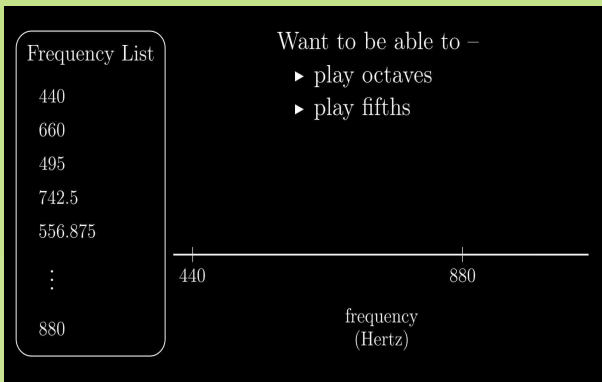 Frequency List
440
660
495
742.5
556.875
⋮
880
Want to be able to –
▸ play octaves
▸ play fifths
440
880
frequency
(Hertz)